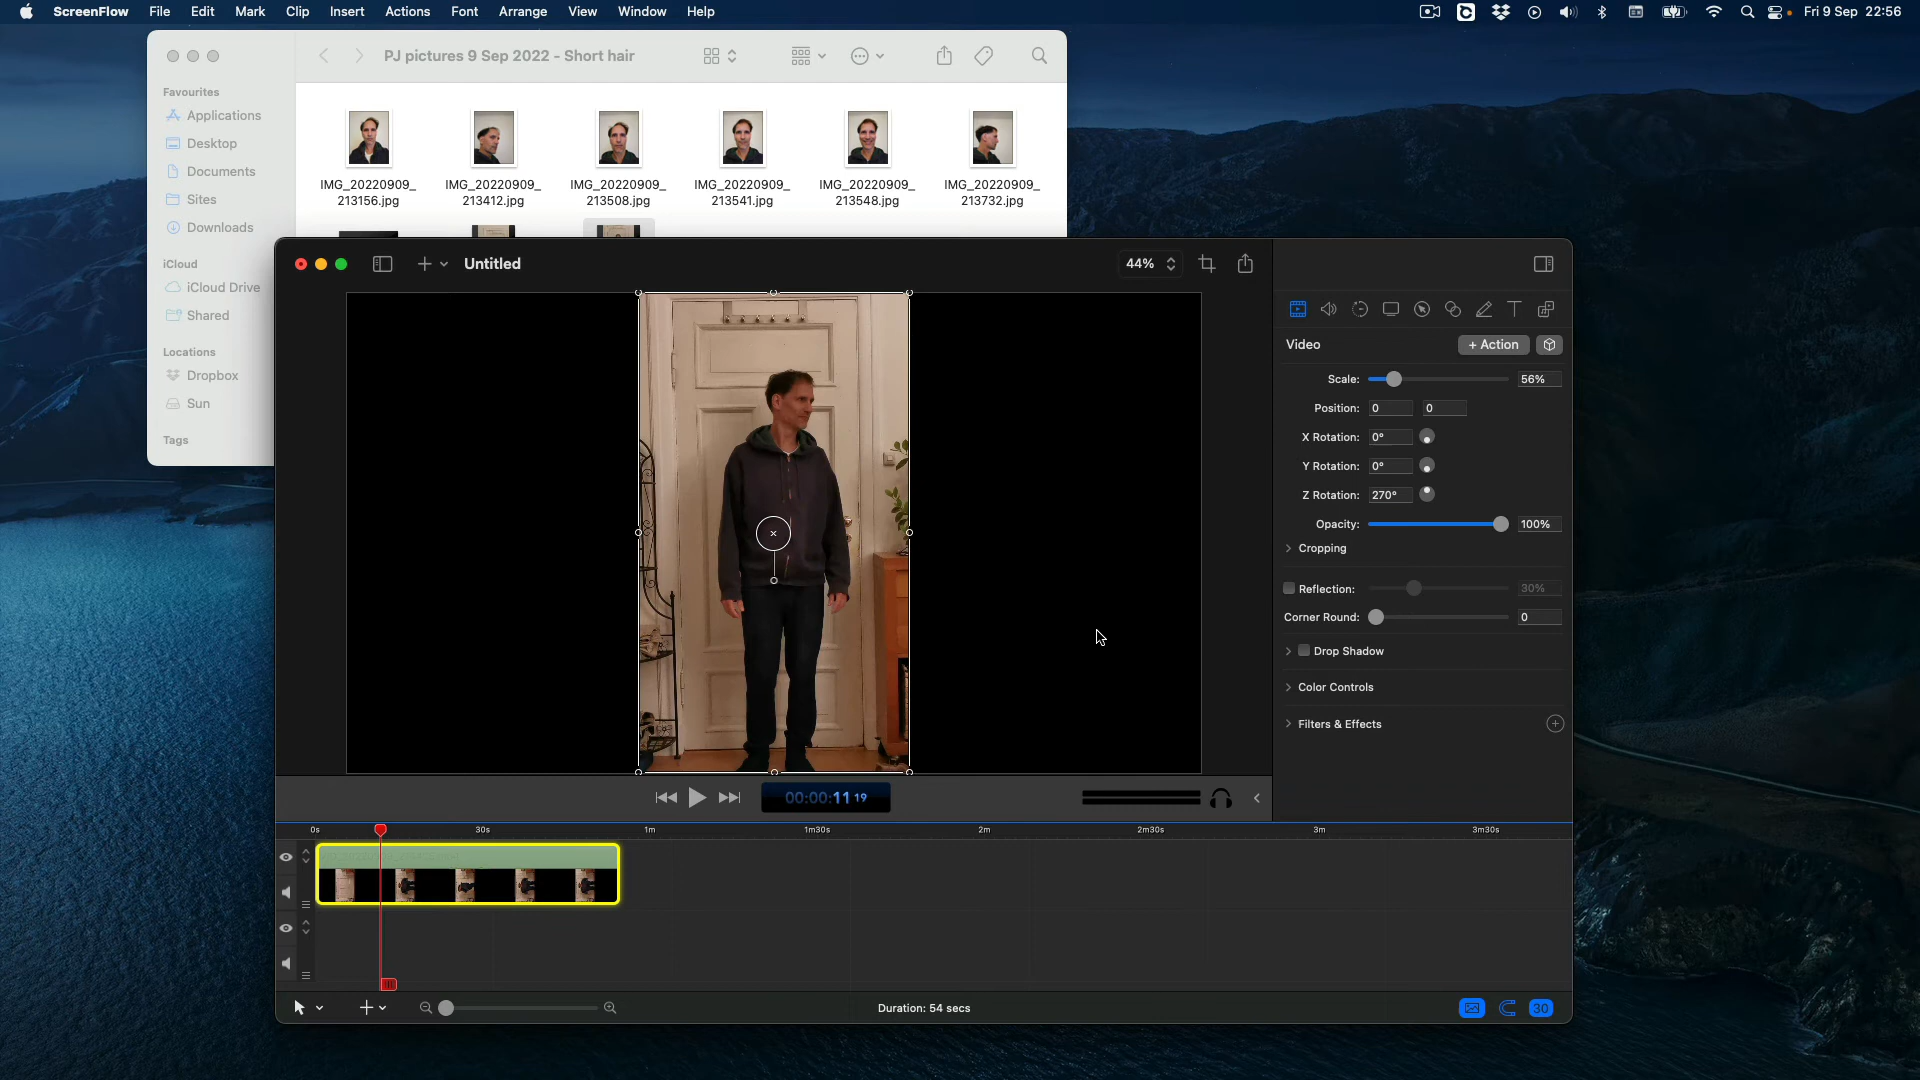 ScreenFlow File Edit Mark Clip Insert Actions Font Arrange View Window Help Fri 9 Sep 22:56
PJ pictures 9 Sep 2022 - Short hair
Favourites
Applications
Desktop
Documents
Sites
Downloads
iCloud
iCloud Drive
Shared
Locations
Dropbox
Sun
Tags
IMG_20220909_ IMG_20220909_ IMG_20220909_ IMG_20220909_ IMG_20220909_ IMG_20220909_
213156.jpg 213412.jpg 213508.jpg 213541.jpg 213548.jpg 213732.jpg
Untitled 44%
Video + Action
Scale: 56%
Position: 0 0
X Rotation: 0°
Y Rotation: 0°
Z Rotation: 270°
Opacity: 100%
Cropping
Reflection: 30%
Corner Round: 0
Drop Shadow
Color Controls
Filters & Effects
00:00:11 19
0s 30s 1m 1m30s 2m 2m30s 3m 3m30s
Duration: 54 secs 30